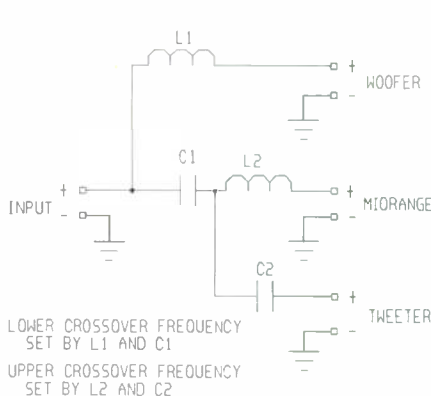 L1
+
WOOFER
-
C1
L2
+
+
INPUT
MIDRANGE
-
-
C2
+
TWEETER
-
LOWER CROSSOVER FREQUENCY
SET BY L1 AND C1
UPPER CROSSOVER FREQUENCY
SET BY L2 AND C2